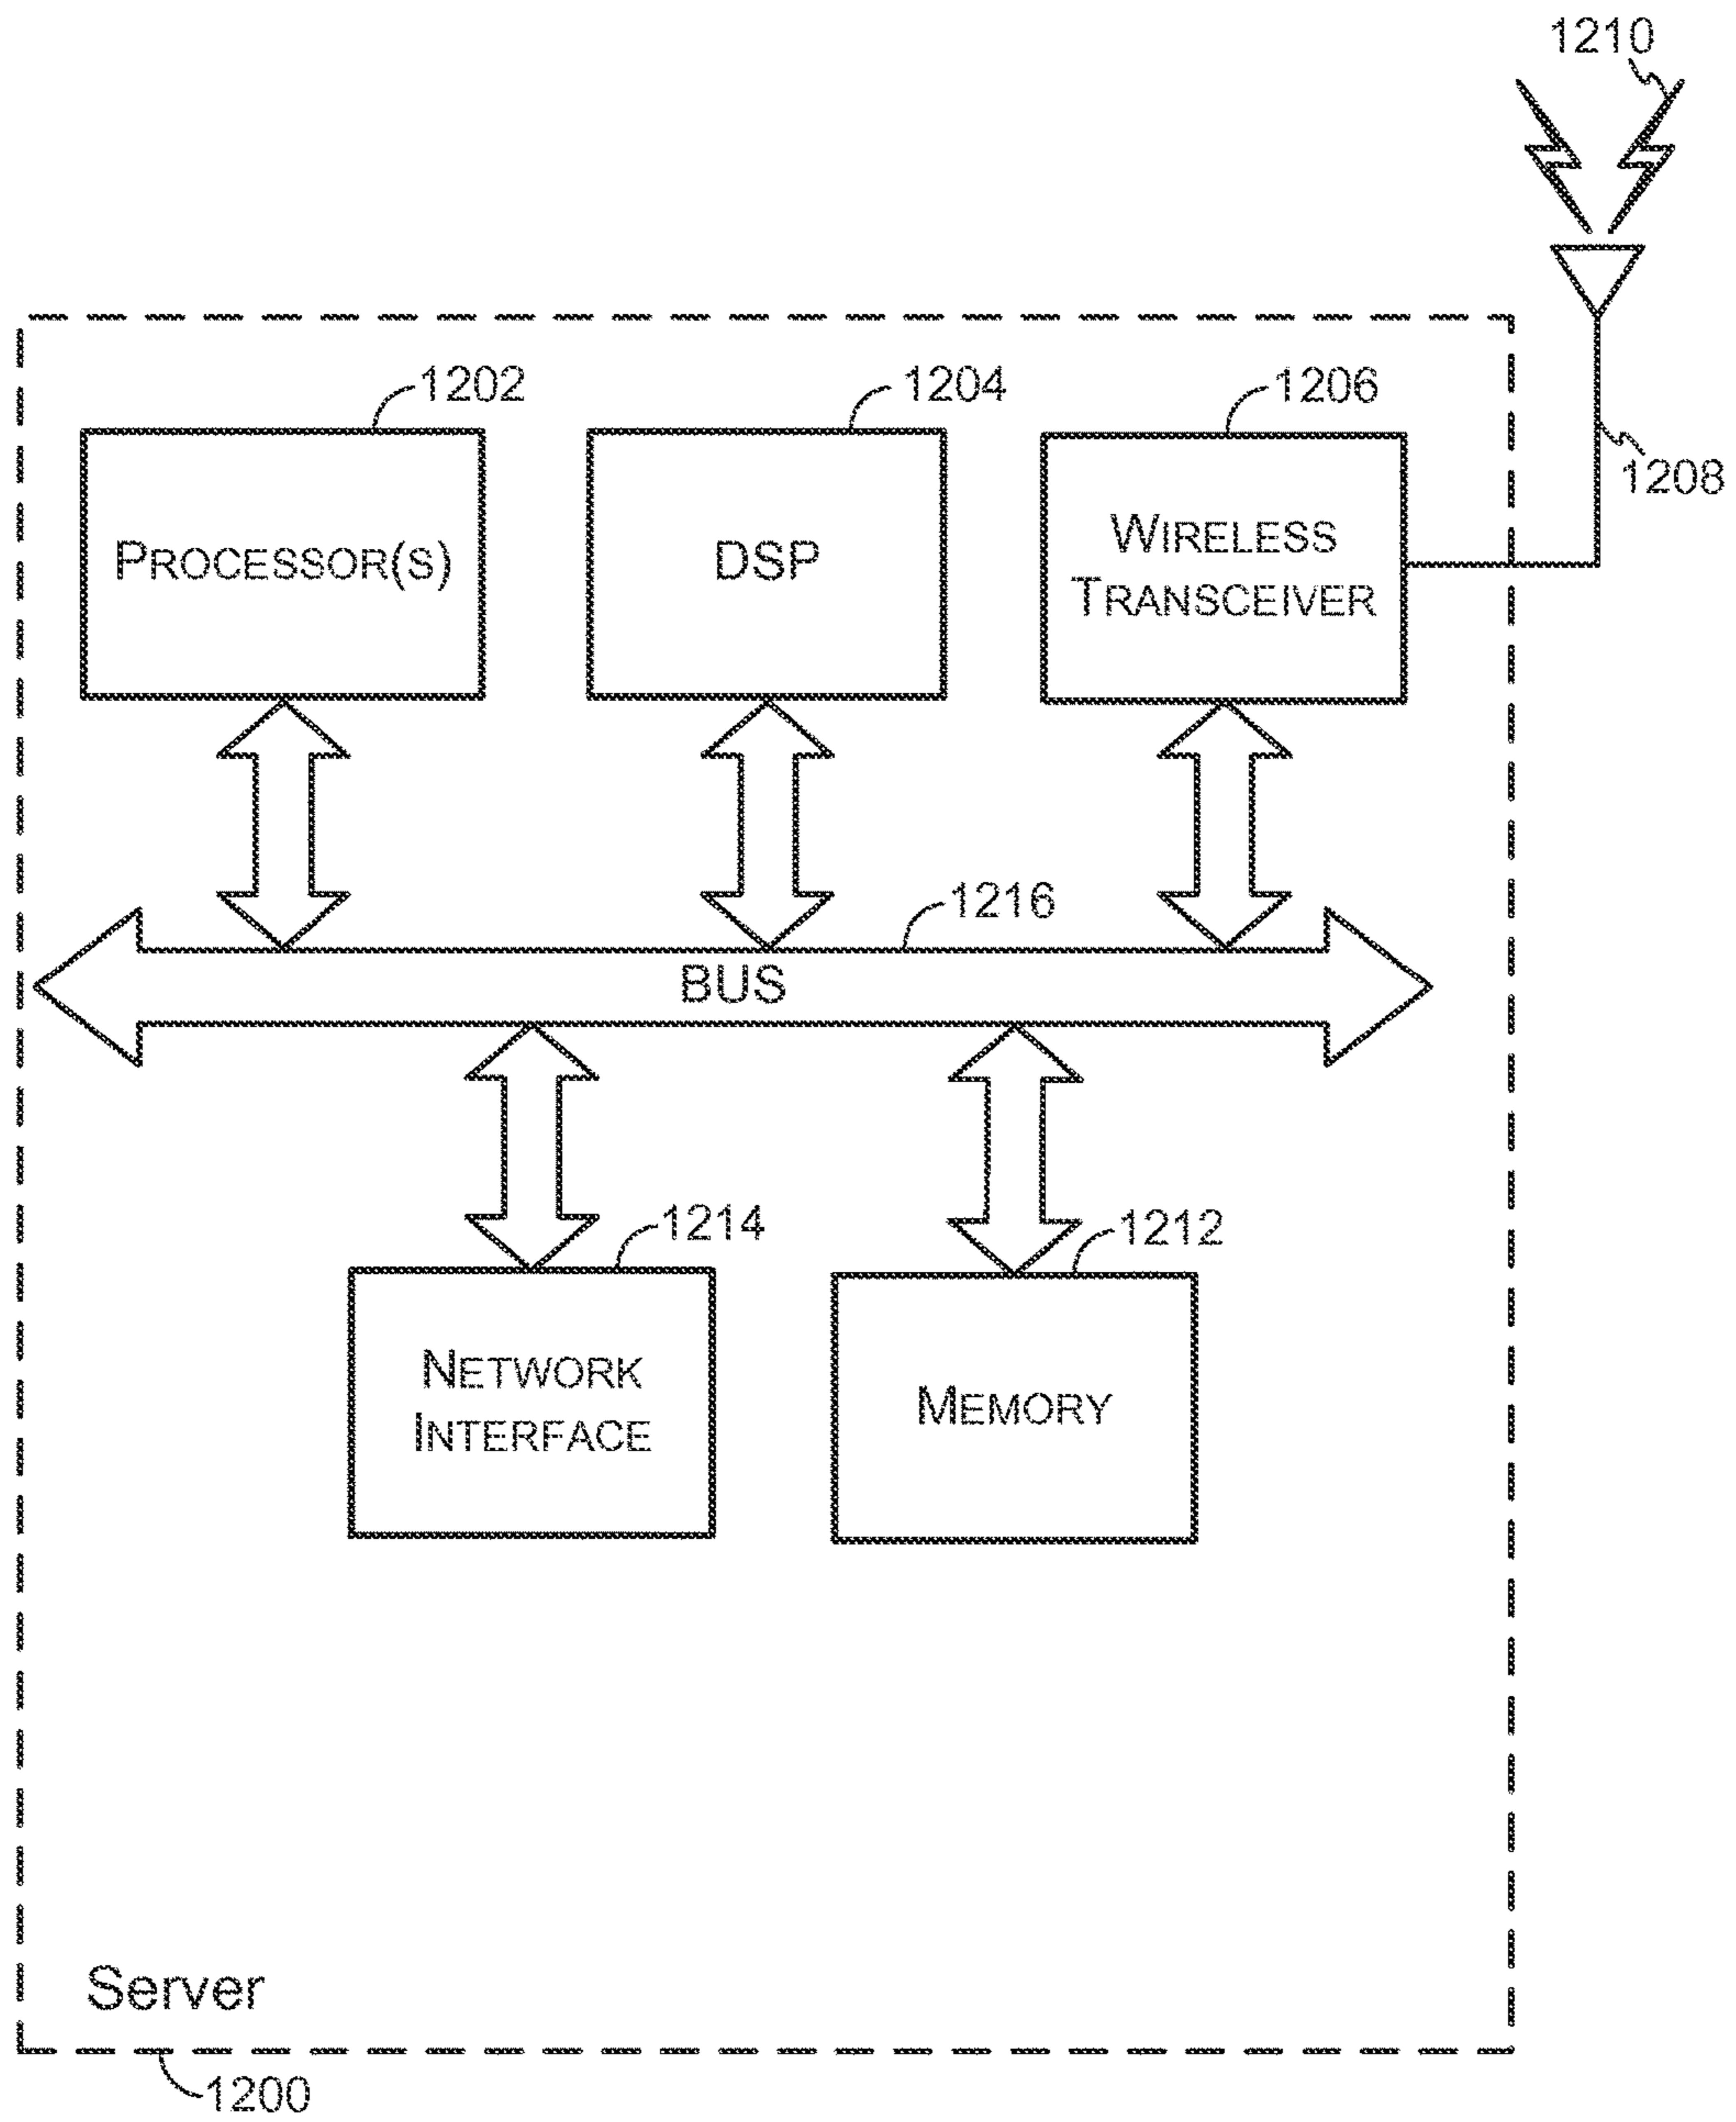 1210
1202
1204
1206
1208
PROCESSOR(S)
DSP
WIRELESS
TRANSCEIVER
1216
BUS
1214
1212
NETWORK
INTERFACE
MEMORY
Server
1200